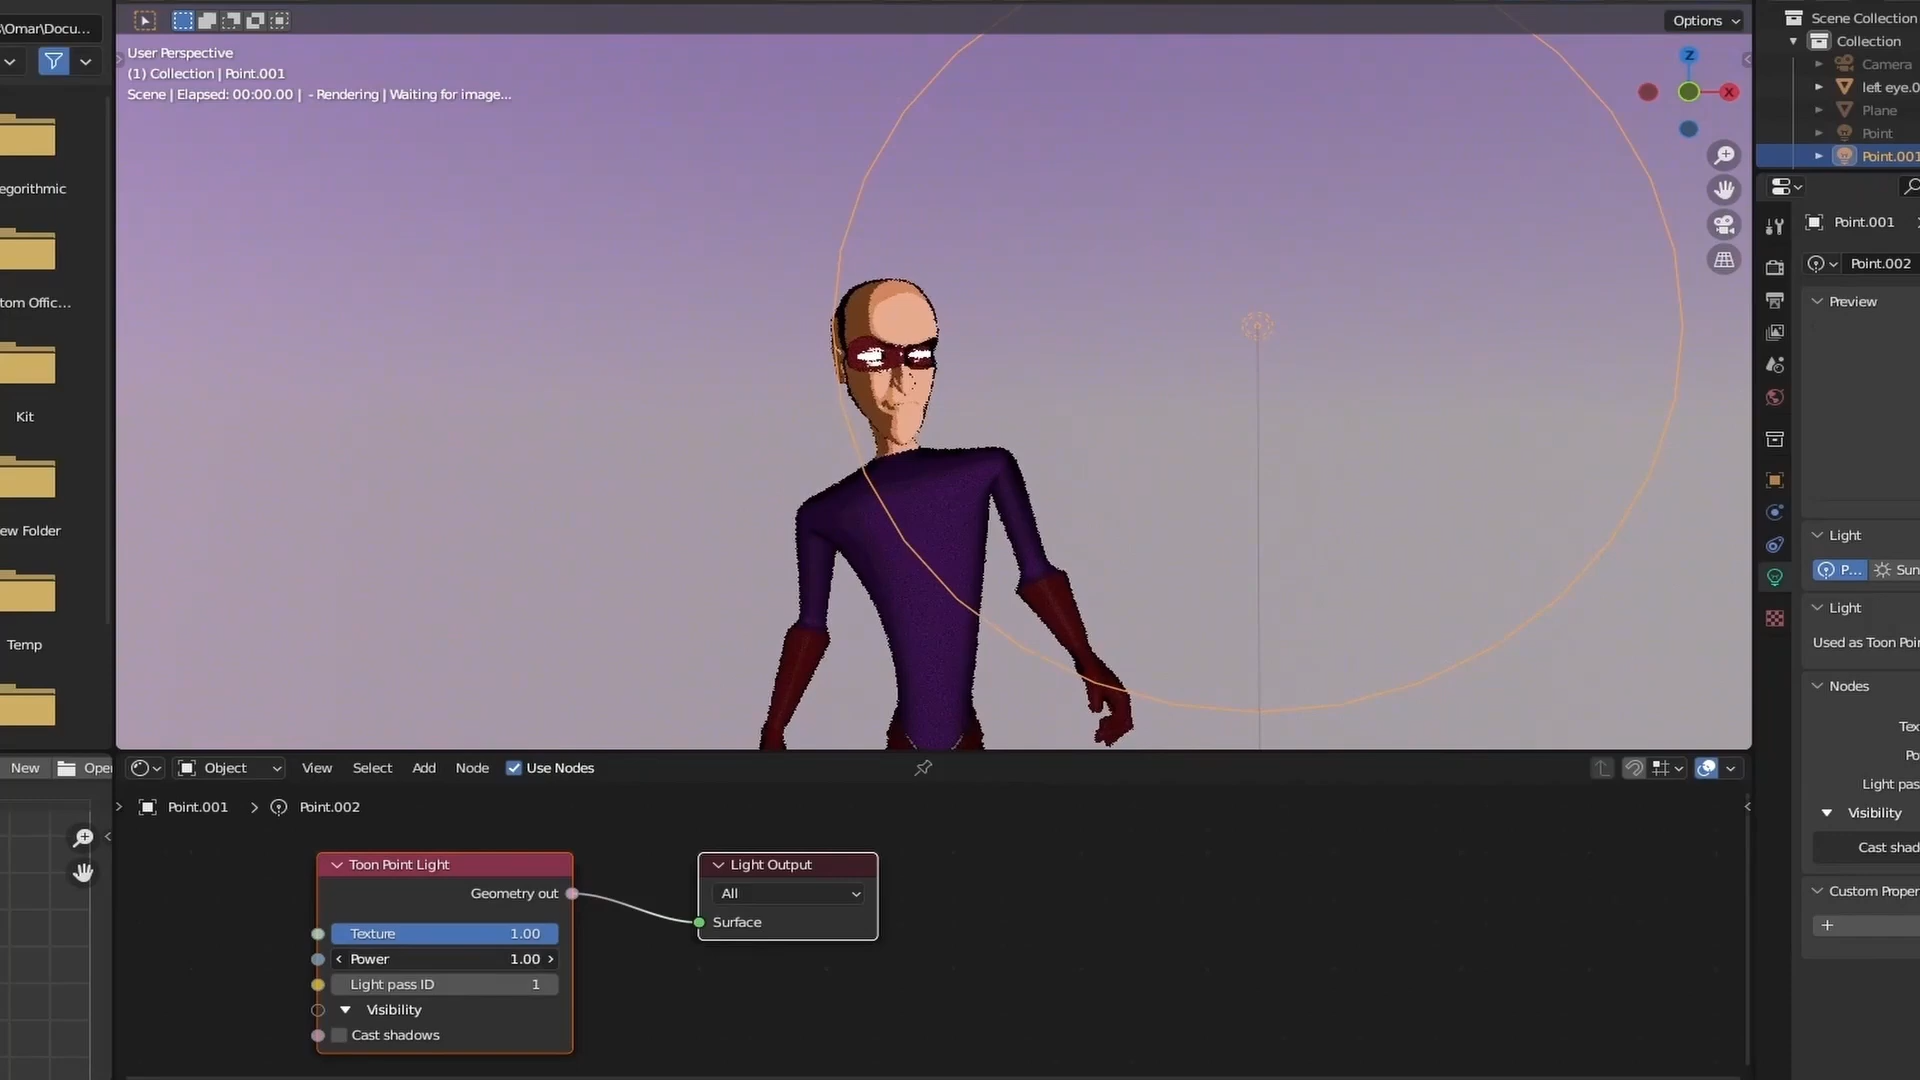 \Omar\Docu...
Options
Scene Collection
Collection
Camera
left eye.0
Plane
Point
Point.001
User Perspective
(1) Collection | Point.001
Scene | Elapsed: 00:00.00 | - Rendering | Waiting for image...
Z
X
egorithmic
tom Offic...
Kit
ew Folder
Temp
Point.001
Point.002
Preview
Light
P...
Sun
Light
Used as Toon Poin
Nodes
Tex
Po
Light pass
Visibility
Cast shad
Custom Proper
New
Open
Object
View
Select
Add
Node
Use Nodes
Point.001
Point.002
Toon Point Light
Geometry out
Texture 1.00
Power 1.00
Light pass ID 1
Visibility
Cast shadows
Light Output
All
Surface